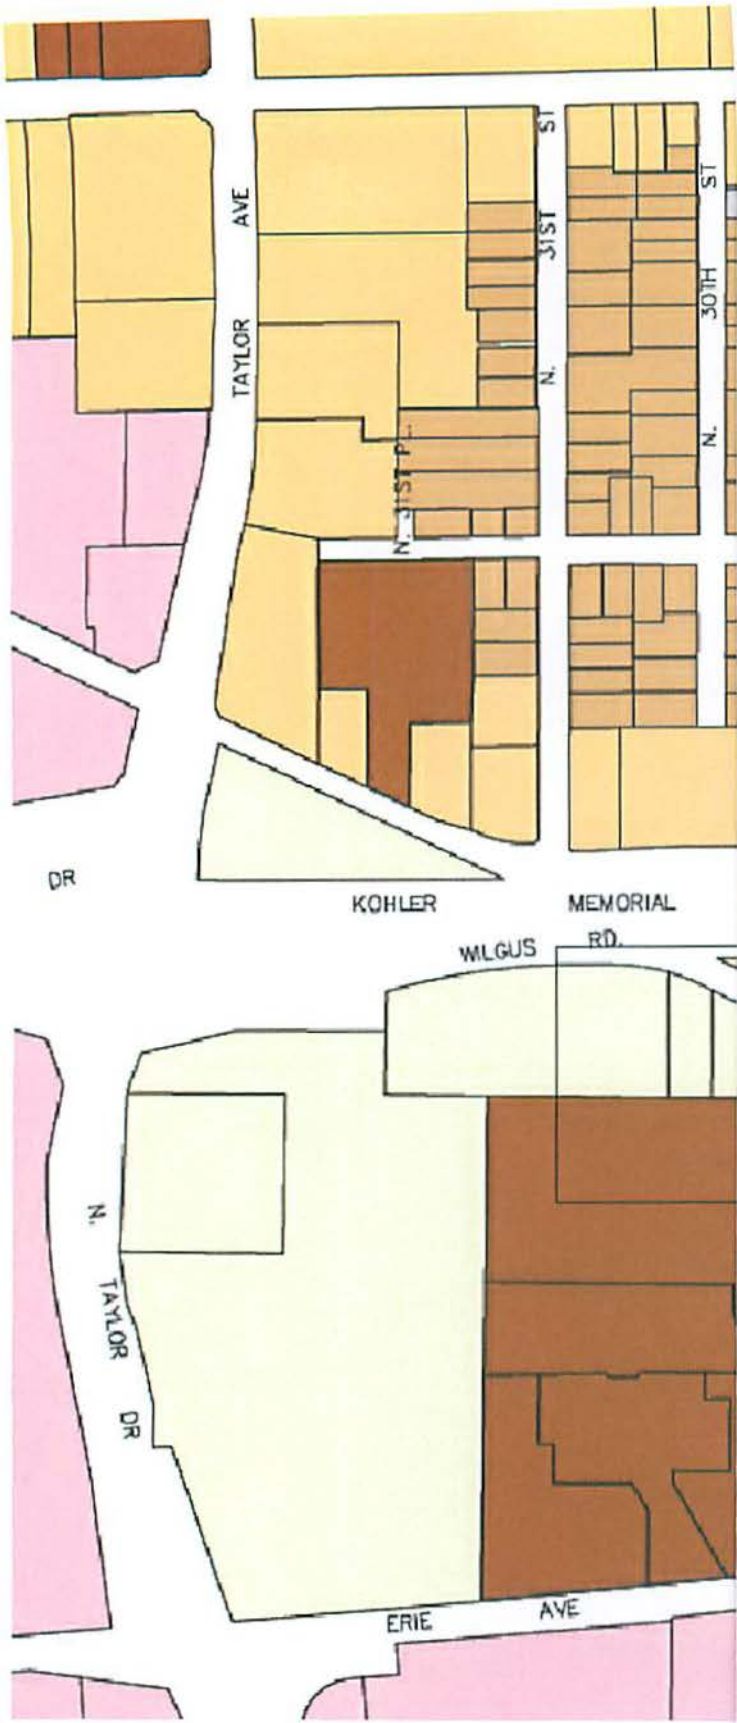 AVE
TAYLOR
ST
31ST
N.
ST
30TH
N.
N. 31ST PL.
DR
KOHLER MEMORIAL
WILGUS RD.
N.
TAYLOR
DR
ERIE AVE